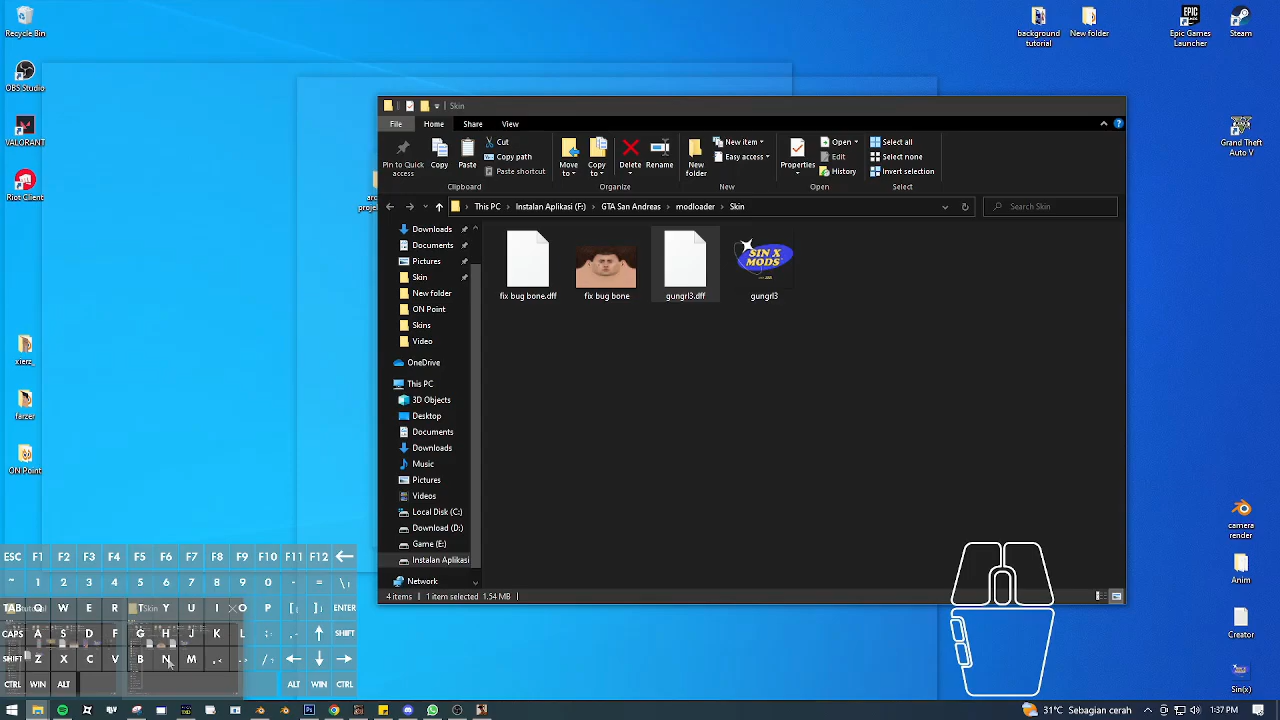 Recycle Bin
OBS Studio
VALORANT
Riot Client
xierz_
farzer
ON Point
background
tutorial
New folder
Epic Games
Launcher
Steam
Grand Theft
Auto V
camera
render
Anim
Creator
Sin(x)
Skin
File
Home
Share
View
Pin to Quick
access
Copy
Paste
Cut
Copy path
Paste shortcut
Clipboard
Move
to
Copy
to
Delete
Rename
Organize
New
folder
New item
Easy access
New
Properties
Open
Edit
History
Open
Select all
Select none
Invert selection
Select
This PC
Instalan Aplikasi (F:)
GTA San Andreas
modloader
Skin
Search Skin
Downloads
Documents
Pictures
Skin
New folder
ON Point
Skins
Video
OneDrive
This PC
3D Objects
Desktop
Documents
Downloads
Music
Pictures
Videos
Local Disk (C:)
Download (D:)
Game (E:)
Instalan Aplikasi
Network
fix bug bone.dff
fix bug bone
gungrl3.dff
SIN X
MODS
gungrl3
4 items
1 item selected 1.54 MB
ESC F1 F2 F3 F4 F5 F6 F7 F8 F9 F10 F11 F12
~ 1 2 3 4 5 6 7 8 9 0 - = \
TAB Q W E R T Y U I O P [ ] ENTER
Skin
CAPS A S D F G H J K L ; SHIFT
SHIFT Z X C V B N M
CTRL WIN ALT ALT WIN CTRL
31°C Sebagian cerah
1:37 PM